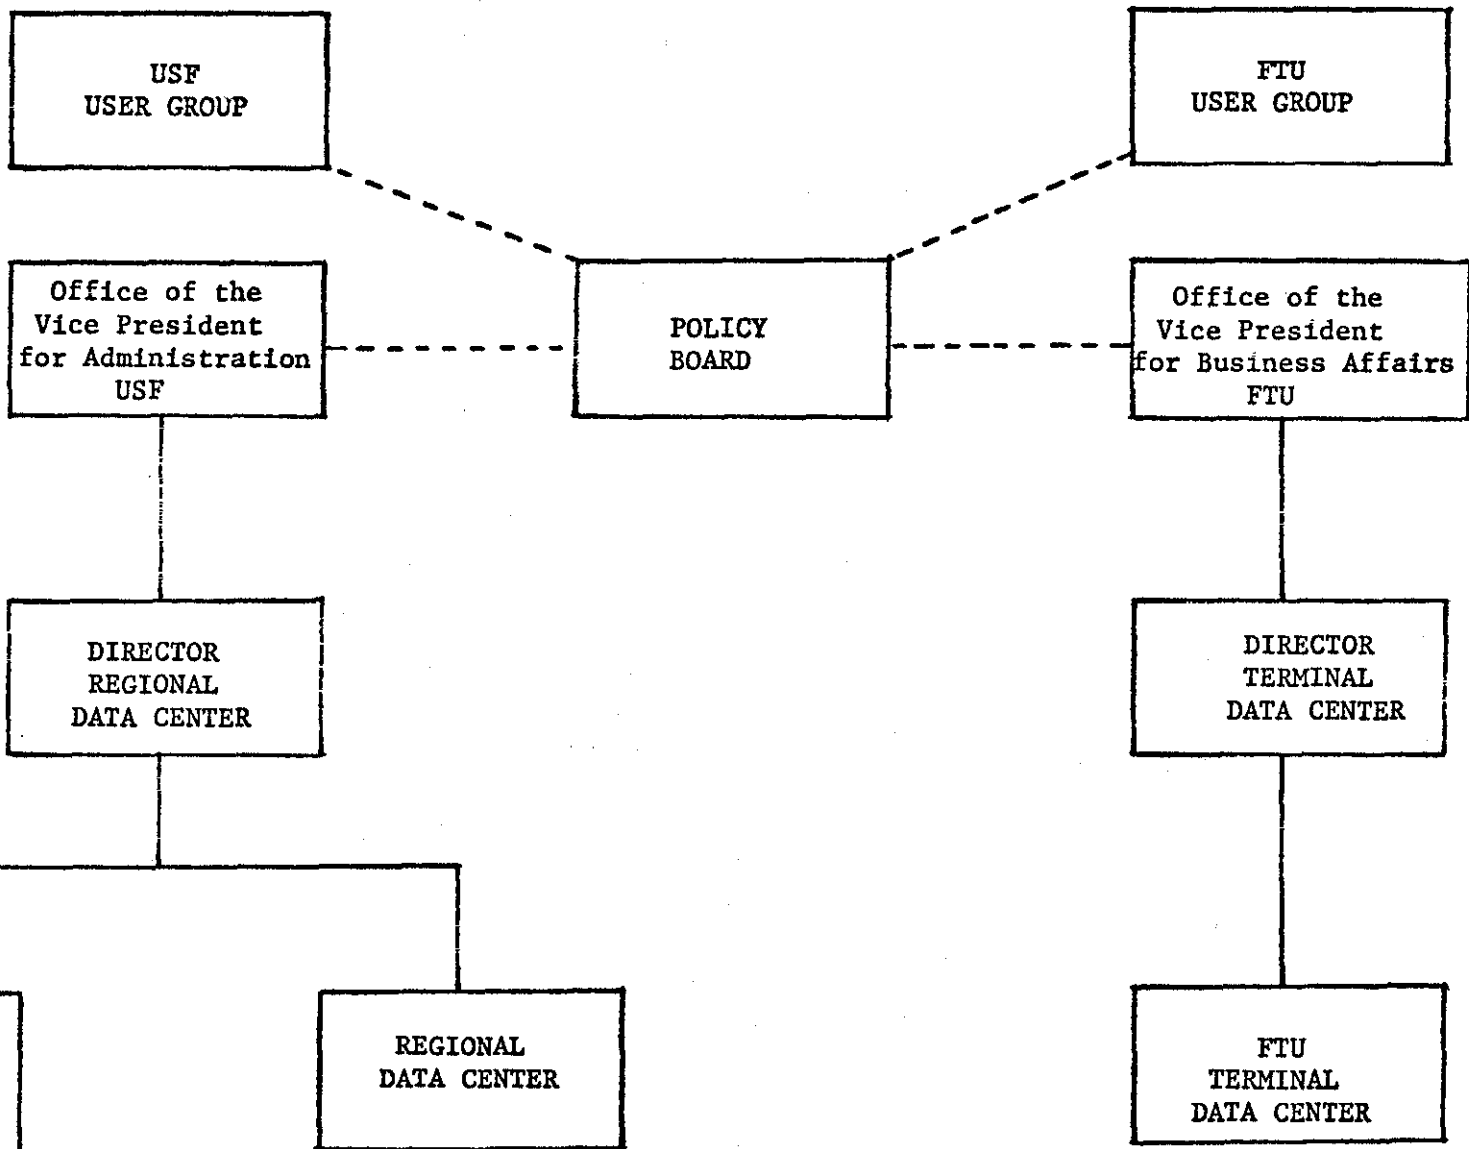 USF
USER GROUP
FTU
USER GROUP
Office of the
Vice President
for Administration
USF
POLICY
BOARD
Office of the
Vice President
for Business Affairs
FTU
DIRECTOR
REGIONAL
DATA CENTER
DIRECTOR
TERMINAL
DATA CENTER
REGIONAL
DATA CENTER
FTU
TERMINAL
DATA CENTER